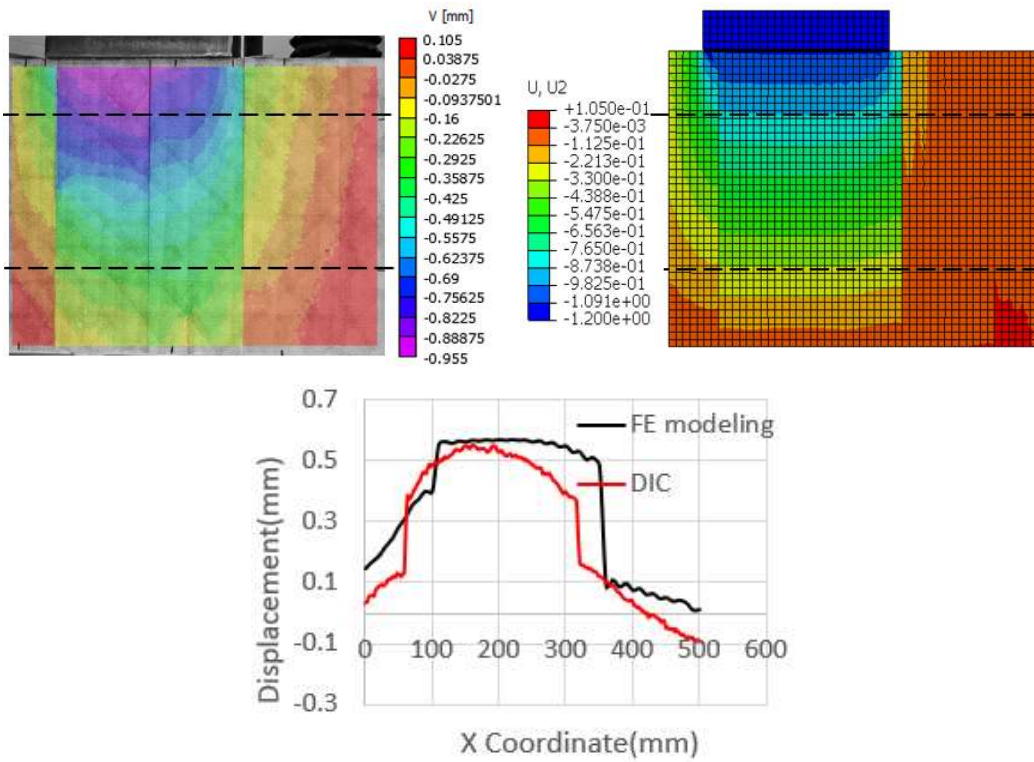 V [mm]
0.105
0.03875
-0.0275
-0.0937501
-0.16
-0.22625
-0.2925
-0.35875
-0.425
-0.49125
-0.5575
-0.62375
-0.69
-0.75625
-0.8225
-0.88875
-0.955
U, U2
+1.050e-01
-3.750e-03
-1.125e-01
-2.213e-01
-3.300e-01
-4.388e-01
-5.475e-01
-6.563e-01
-7.650e-01
-8.738e-01
-9.825e-01
-1.091e+00
-1.200e+00
0.7
0.5
0.3
0.1
-0.1
-0.3
Displacement(mm)
FE modeling
DIC
0 100 200 300 400 500 600
X Coordinate(mm)